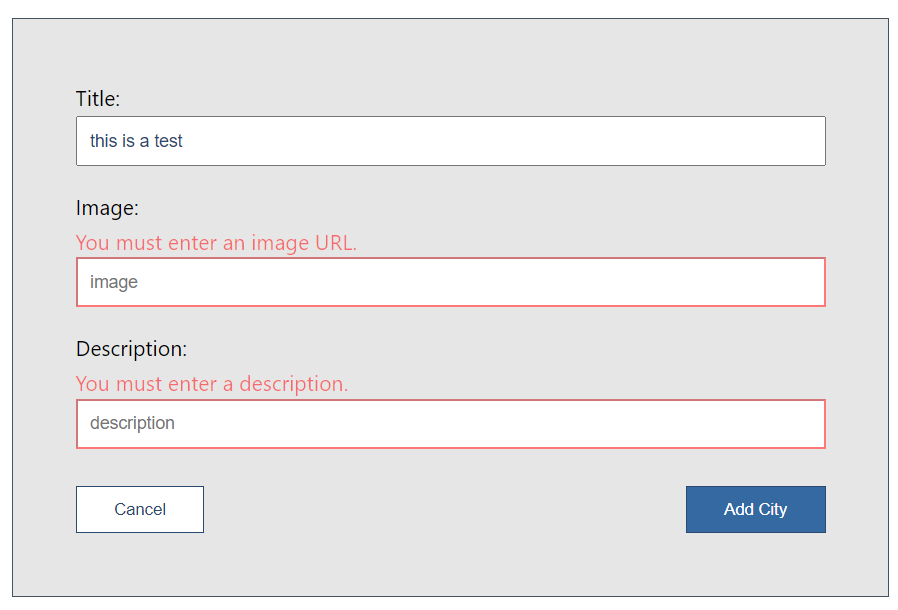 Title:
this is a test
Image:
You must enter an image URL.
image
Description:
You must enter a description.
description
Cancel
Add City